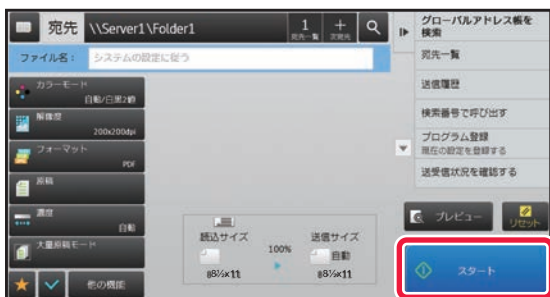 宛先 \\Server1\Folder1
1
宛先一覧
+
次宛先
ファイル名： システムの設定に従う
カラーモード
自動/白黒2値
解像度
200x200dpi
フォーマット
PDF
原稿
濃度
自動
大量原稿モード
他の機能
読込サイズ
8½x11
100%
送信サイズ
自動
8½x11
グローバルアドレス帳を
検索
宛先一覧
送信履歴
検索番号で呼び出す
プログラム登録
現在の設定を登録する
送受信状況を確認する
プレビュー
リセット
スタート